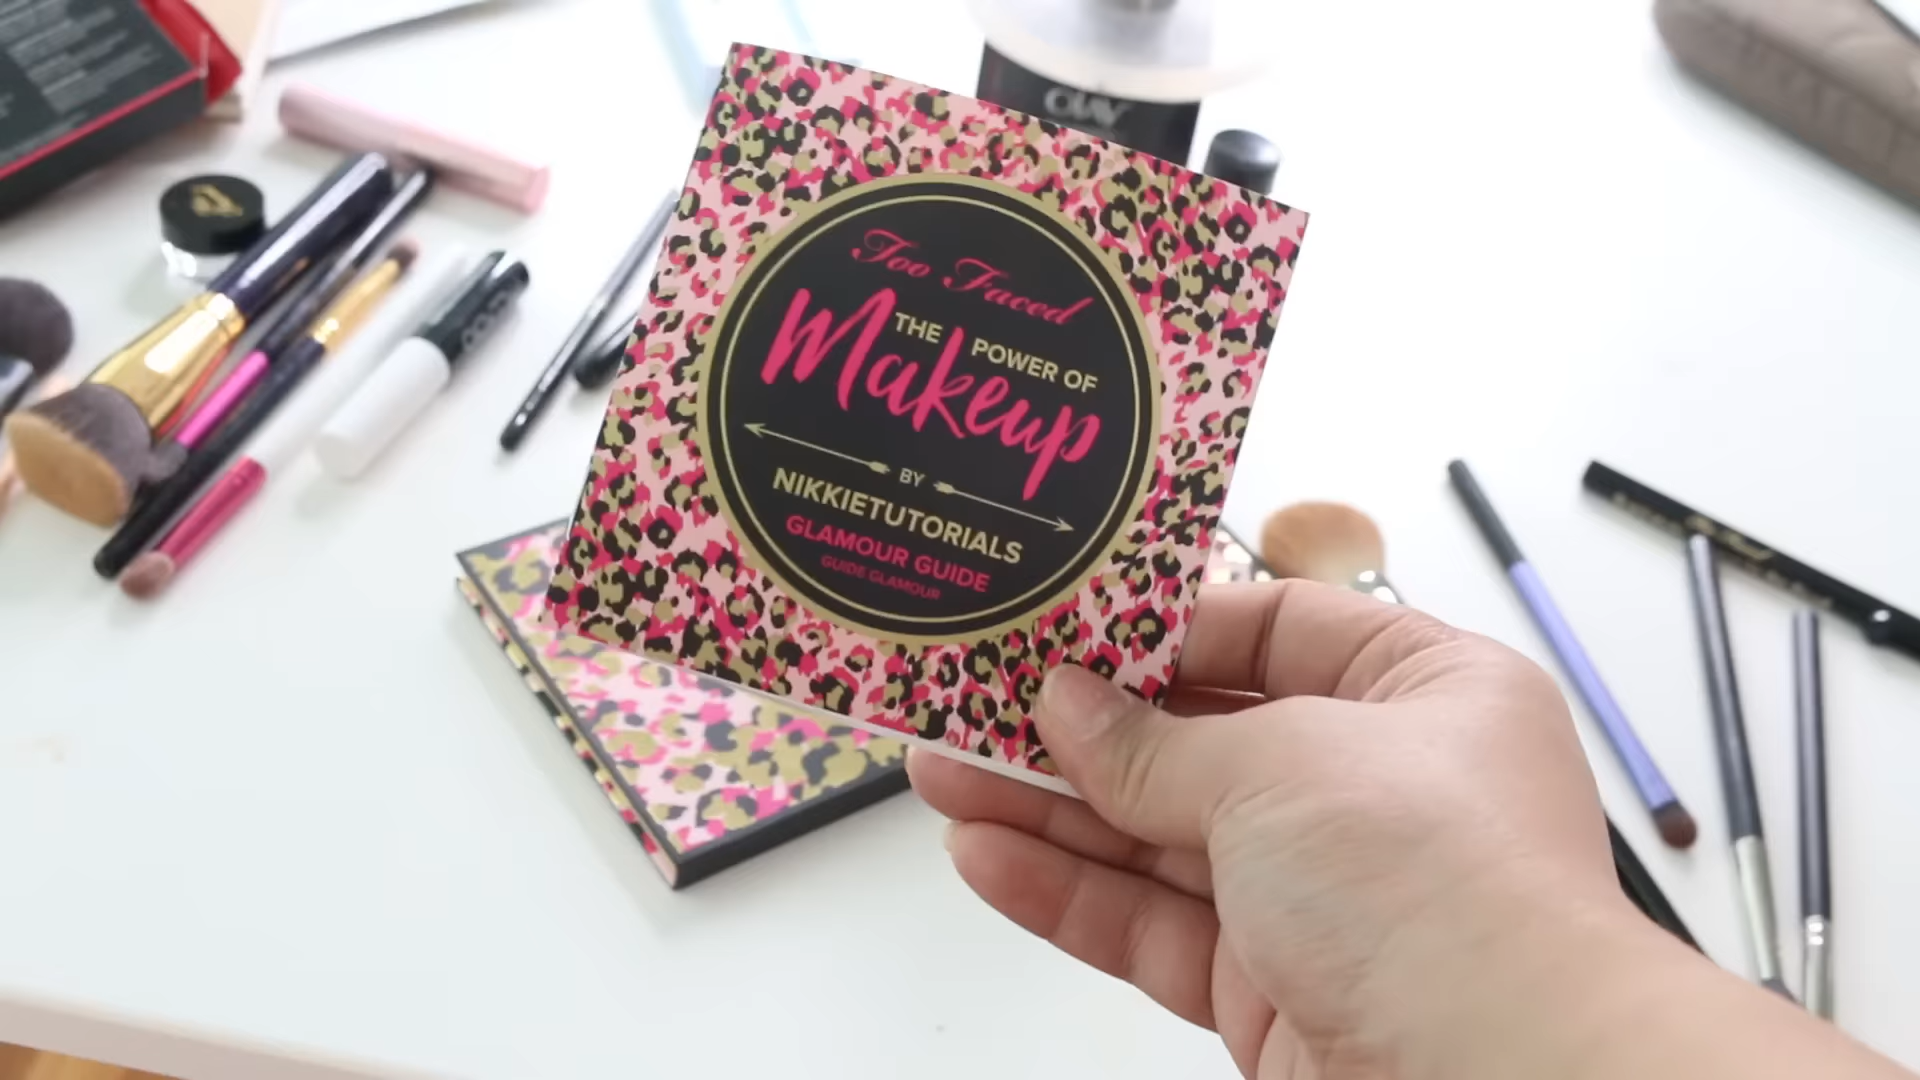 Too Faced
THE POWER OF
Makeup
BY
NIKKIETUTORIALS
GLAMOUR GUIDE
GUIDE GLAMOUR
OLAY